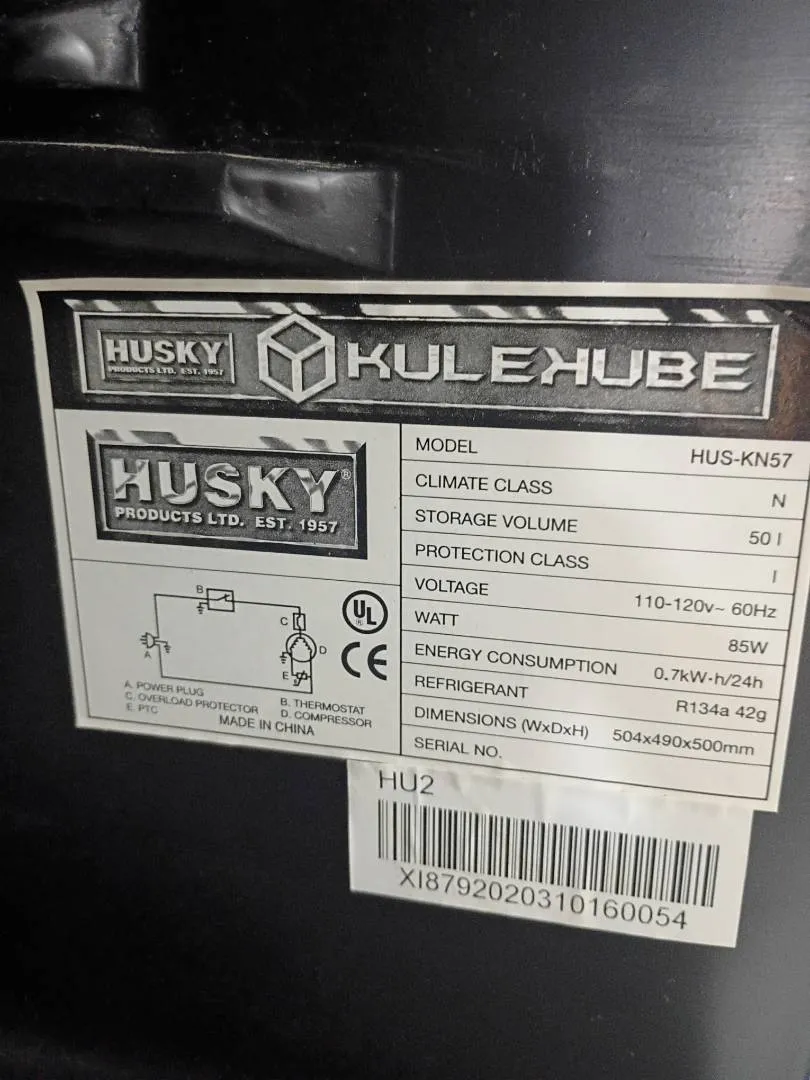 HUSKY
PRODUCTS LTD. EST. 1957
KULEKUBE
HUSKY®
PRODUCTS LTD. EST. 1957
MODEL HUS-KN57
CLIMATE CLASS N
STORAGE VOLUME 50 l
PROTECTION CLASS I
VOLTAGE 110-120v~ 60Hz
WATT 85W
ENERGY CONSUMPTION 0.7kW·h/24h
REFRIGERANT R134a 42g
DIMENSIONS (WxDxH) 504x490x500mm
SERIAL NO.
B
C
D
A
E
UL®
CE
A. POWER PLUG B. THERMOSTAT
C. OVERLOAD PROTECTOR D. COMPRESSOR
E. PTC
MADE IN CHINA
HU2
XI8792020310160054